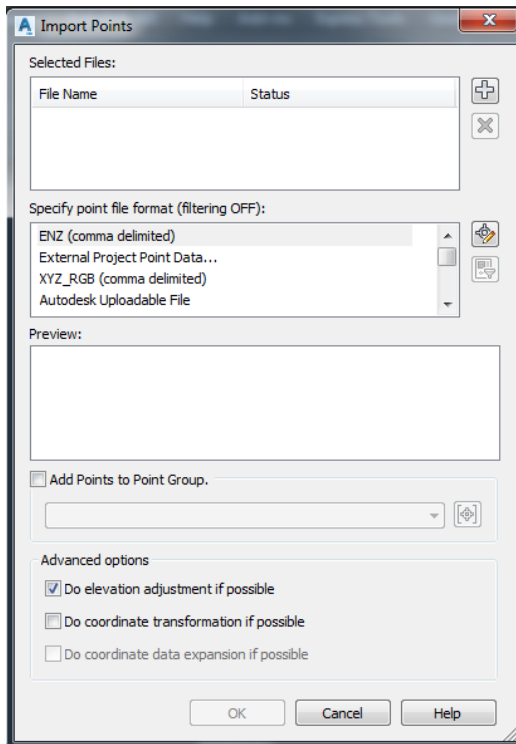 Import Points
Selected Files:
File Name Status
Specify point file format (filtering OFF):
ENZ (comma delimited)
External Project Point Data...
XYZ_RGB (comma delimited)
Autodesk Uploadable File
Preview:
Add Points to Point Group.
Advanced options
Do elevation adjustment if possible
Do coordinate transformation if possible
Do coordinate data expansion if possible
OK Cancel Help